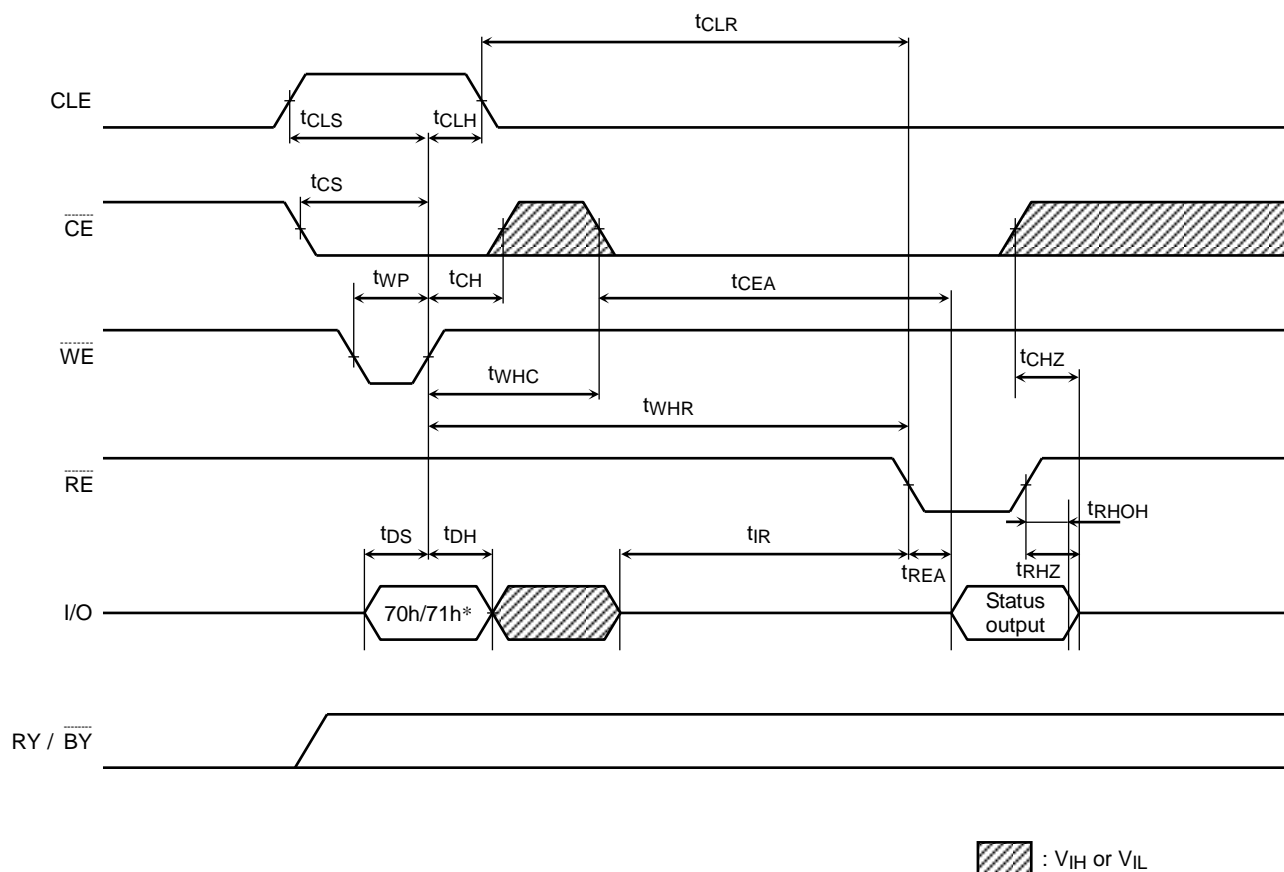 tCLR
CLE
tCLS
tCLH
tCS
CE
tWP
tCH
tCEA
WE
tCHZ
tWHC
tWHR
RE
tRHOH
tDS
tDH
tIR
tREA
tRHZ
I/O
70h/71h*
Status
output
RY / BY
: VIH or VIL